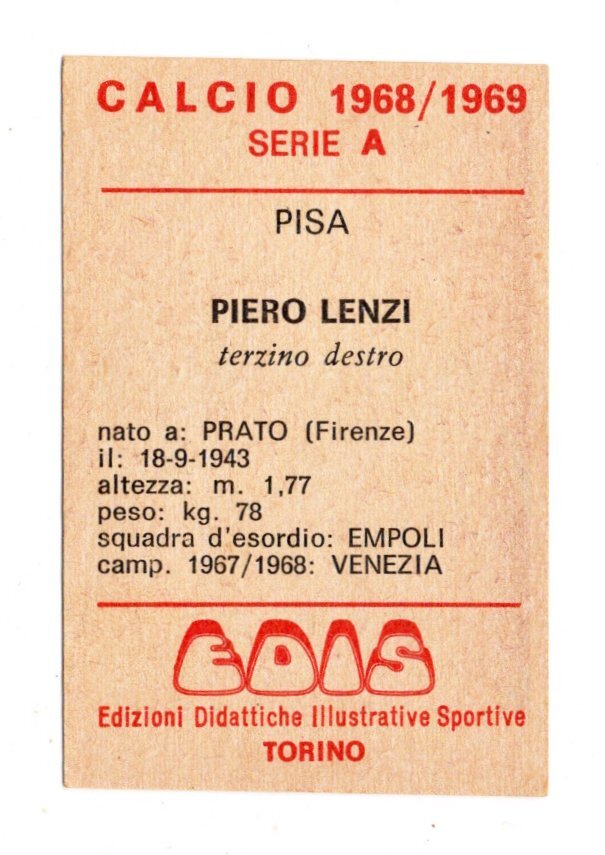 CALCIO 1968/1969
SERIE A
PISA
PIERO LENZI
terzino destro
nato a: PRATO (Firenze)
il: 18-9-1943
altezza: m. 1,77
peso: kg. 78
squadra d'esordio: EMPOLI
camp. 1967/1968: VENEZIA
EDIS
Edizioni Didattiche Illustrative Sportive
TORINO